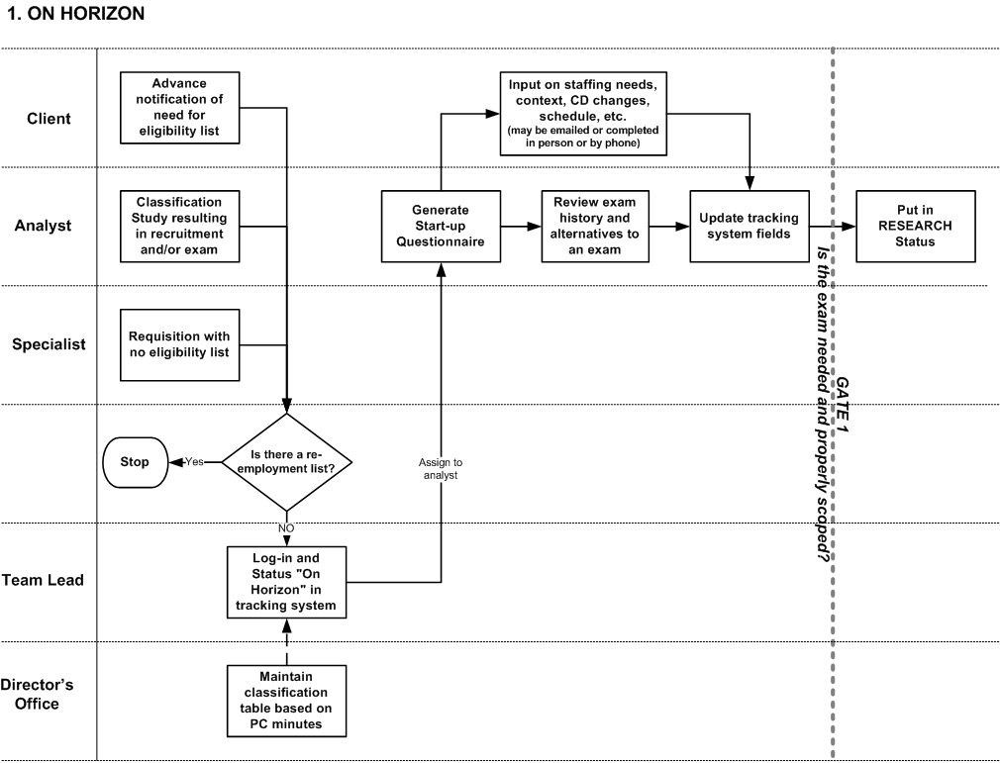 1. ON HORIZON
Client
Advance
notification of
need for
eligibility list
Input on staffing needs,
context, CD changes,
schedule, etc.
(may be emailed or completed
in person or by phone)
Analyst
Classification
Study resulting
in recruitment
and/or exam
Generate
Start-up
Questionnaire
Review exam
history and
alternatives to
an exam
Update tracking
system fields
Put in
RESEARCH
Status
Specialist
Requisition with
no eligibility list
GATE 1
Is the exam needed and properly scoped?
Stop
Yes
Is there a re-
employment list?
Assign to
analyst
NO
Team Lead
Log-in and
Status "On
Horizon" in
tracking system
Director's
Office
Maintain
classification
table based on
PC minutes